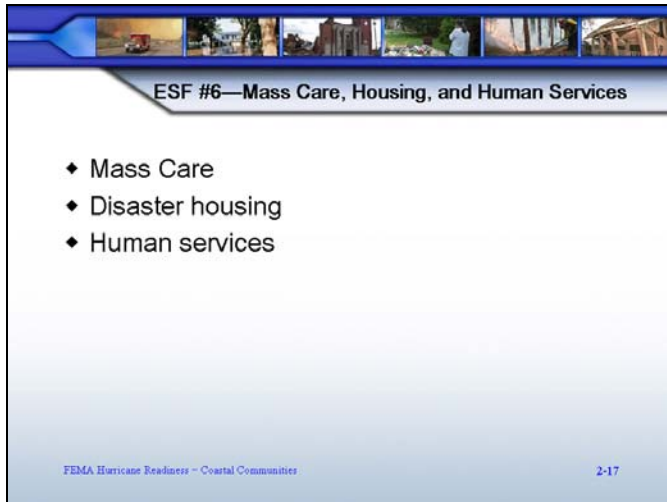 ESF #6—Mass Care, Housing, and Human Services
Mass Care
Disaster housing
Human services
FEMA Hurricane Readiness – Coastal Communities
2-17